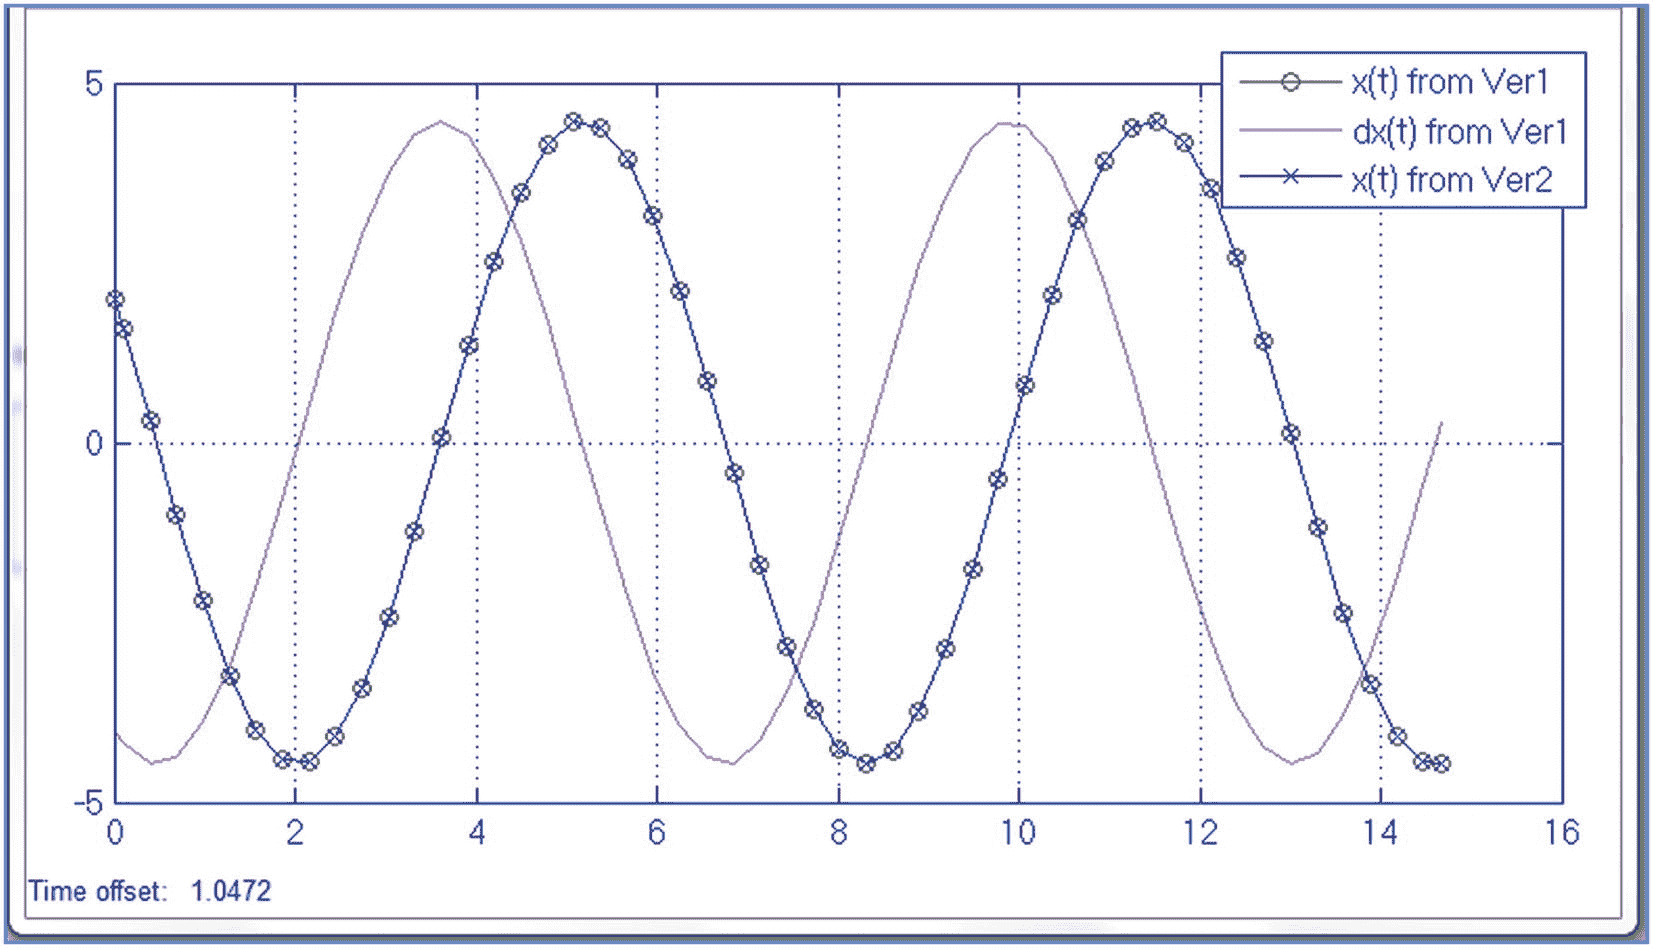 5
x(t) from Ver1
dx(t) from Ver1
x(t) from Ver2
0
-5
0 2 4 6 8 10 12 14 16
Time offset: 1.0472